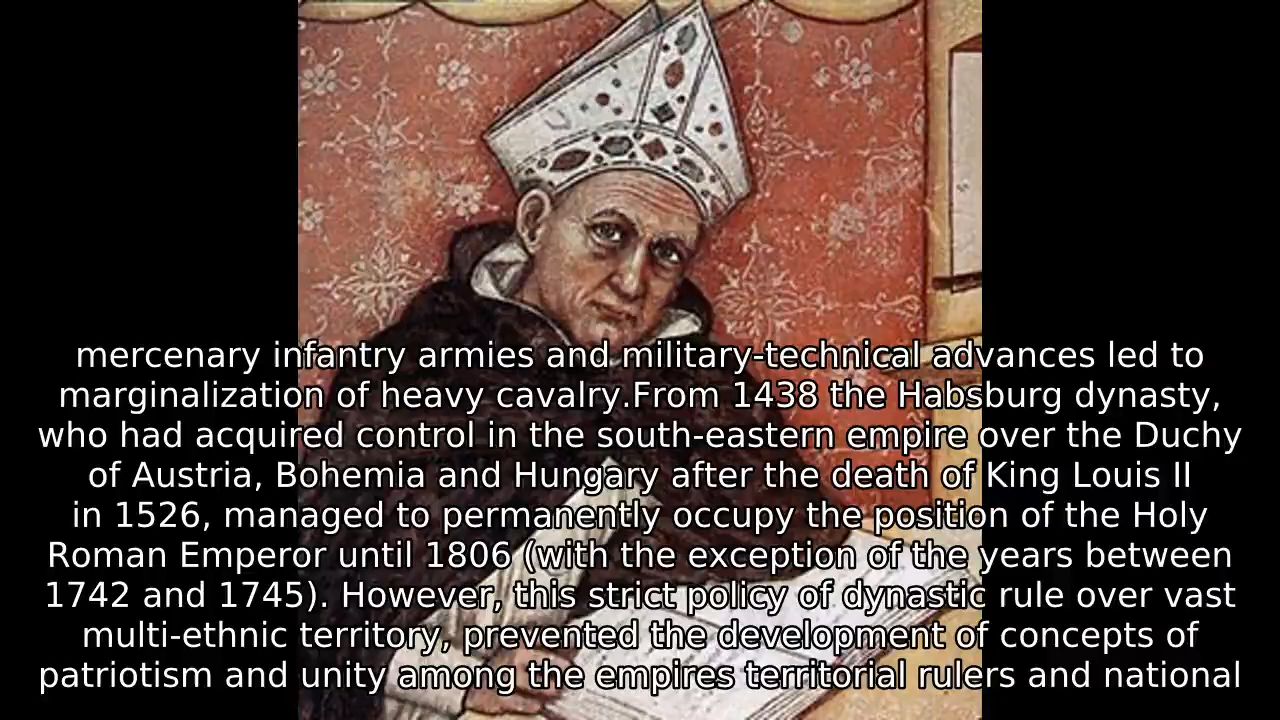 mercenary infantry armies and military-technical advances led to
marginalization of heavy cavalry.From 1438 the Habsburg dynasty,
who had acquired control in the south-eastern empire over the Duchy
of Austria, Bohemia and Hungary after the death of King Louis II
in 1526, managed to permanently occupy the position of the Holy
Roman Emperor until 1806 (with the exception of the years between
1742 and 1745). However, this strict policy of dynastic rule over vast
multi-ethnic territory, prevented the development of concepts of
patriotism and unity among the empires territorial rulers and national